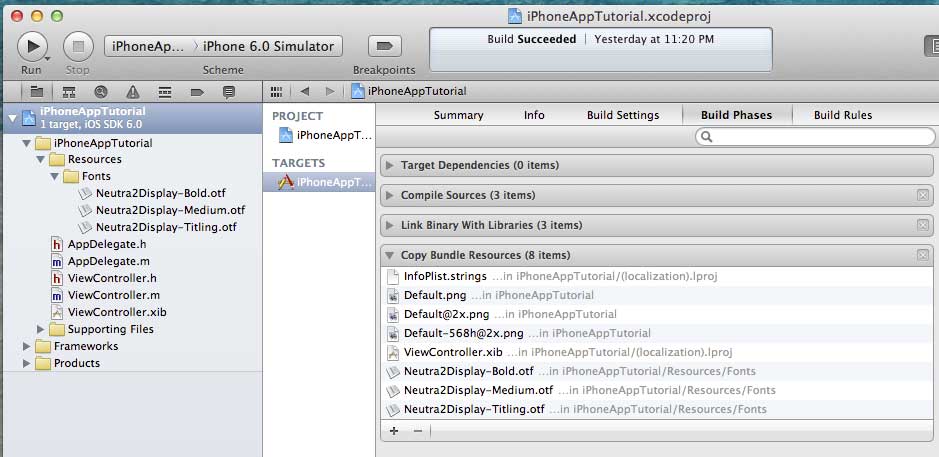 iPhoneAppTutorial.xcodeproj
Run
Stop
iPhoneAp... iPhone 6.0 Simulator
Scheme
Breakpoints
Build Succeeded | Yesterday at 11:20 PM
iPhoneAppTutorial
1 target, iOS SDK 6.0
iPhoneAppTutorial
Resources
Fonts
Neutra2Display-Bold.otf
Neutra2Display-Medium.otf
Neutra2Display-Titling.otf
h AppDelegate.h
m AppDelegate.m
h ViewController.h
m ViewController.m
ViewController.xib
Supporting Files
Frameworks
Products
iPhoneAppTutorial
PROJECT
iPhoneAppT...
TARGETS
iPhoneAppT...
Summary Info Build Settings Build Phases Build Rules
Target Dependencies (0 items)
Compile Sources (3 items)
Link Binary With Libraries (3 items)
Copy Bundle Resources (8 items)
InfoPlist.strings ...in iPhoneAppTutorial/(localization).lproj
Default.png ...in iPhoneAppTutorial
Default@2x.png ...in iPhoneAppTutorial
Default-568h@2x.png ...in iPhoneAppTutorial
ViewController.xib ...in iPhoneAppTutorial/(localization).lproj
Neutra2Display-Bold.otf ...in iPhoneAppTutorial/Resources/Fonts
Neutra2Display-Medium.otf ...in iPhoneAppTutorial/Resources/Fonts
Neutra2Display-Titling.otf ...in iPhoneAppTutorial/Resources/Fonts
+ −